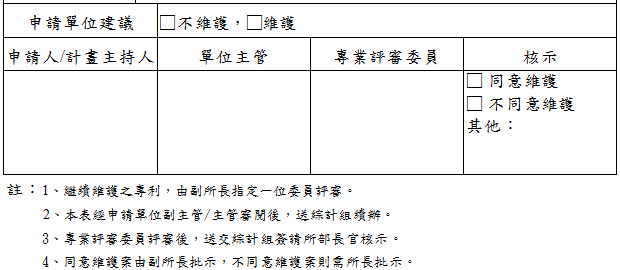 申請單位建議 □不維護，□維護
申請人/計畫主持人 單位主管 專業評審委員 核示
□ 同意維護
□ 不同意維護
其他：
註：1、繼續維護之專利，由副所長指定一位委員評審。
2、本表經申請單位副主管/主管審閱後，送綜計組續辦。
3、專業評審委員評審後，送交綜計組簽請所部長官核示。
4、同意維護案由副所長批示，不同意維護案則需所長批示。